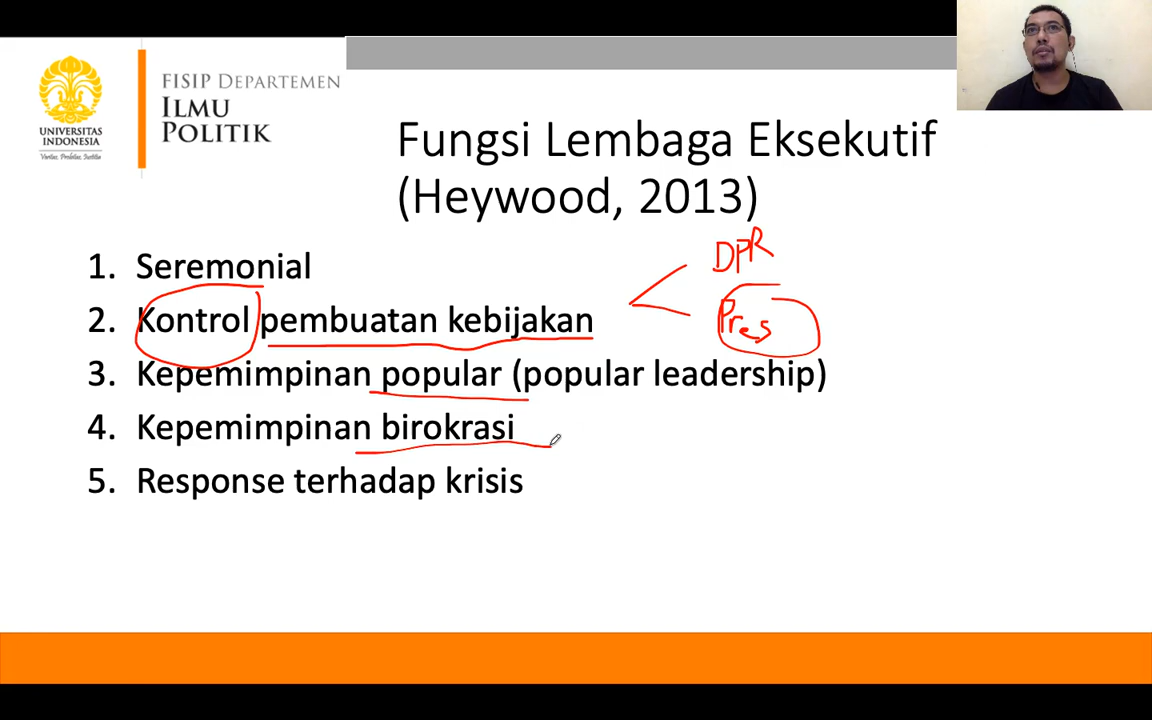 FISIP DEPARTEMEN
ILMU
POLITIK
UNIVERSITAS
INDONESIA
Veritas, Probitas, Iustitia
Fungsi Lembaga Eksekutif
(Heywood, 2013)
1. Seremonial
2. Kontrol pembuatan kebijakan
3. Kepemimpinan popular (popular leadership)
4. Kepemimpinan birokrasi
5. Response terhadap krisis
DPR
Pres